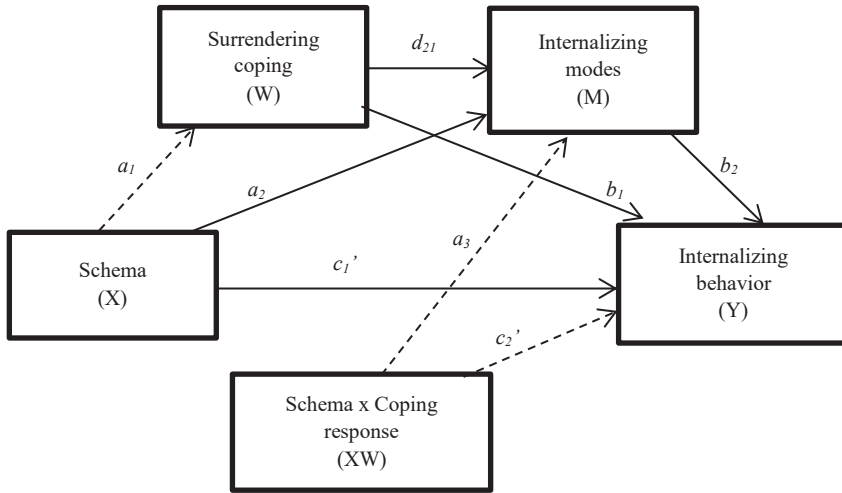 Surrendering
coping
(W)
d21
Internalizing
modes
(M)
a1
a2
b1
b2
a3
Schema
(X)
c1’
Internalizing
behavior
(Y)
c2’
Schema x Coping
response
(XW)